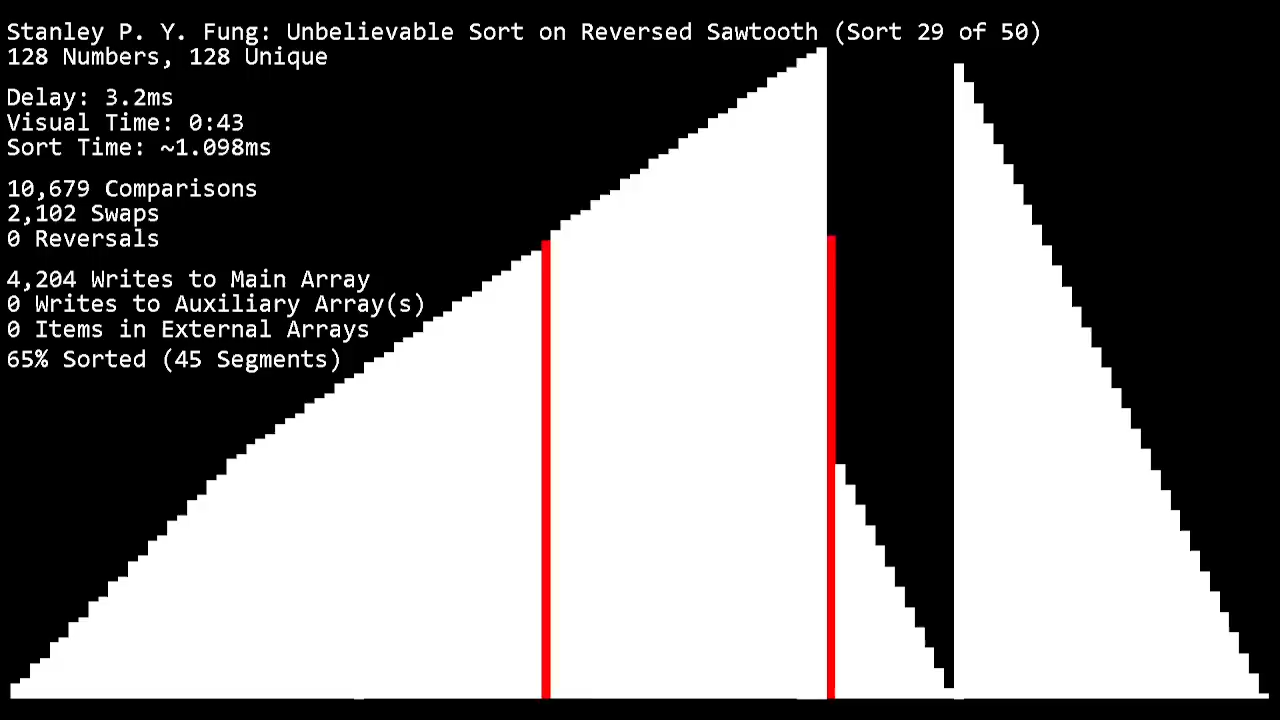 Stanley P. Y. Fung: Unbelievable Sort on Reversed Sawtooth (Sort 29 of 50)
128 Numbers, 128 Unique
Delay: 3.2ms
Visual Time: 0:43
Sort Time: ~1.098ms
10,679 Comparisons
2,102 Swaps
0 Reversals
4,204 Writes to Main Array
0 Writes to Auxiliary Array(s)
0 Items in External Arrays
65% Sorted (45 Segments)